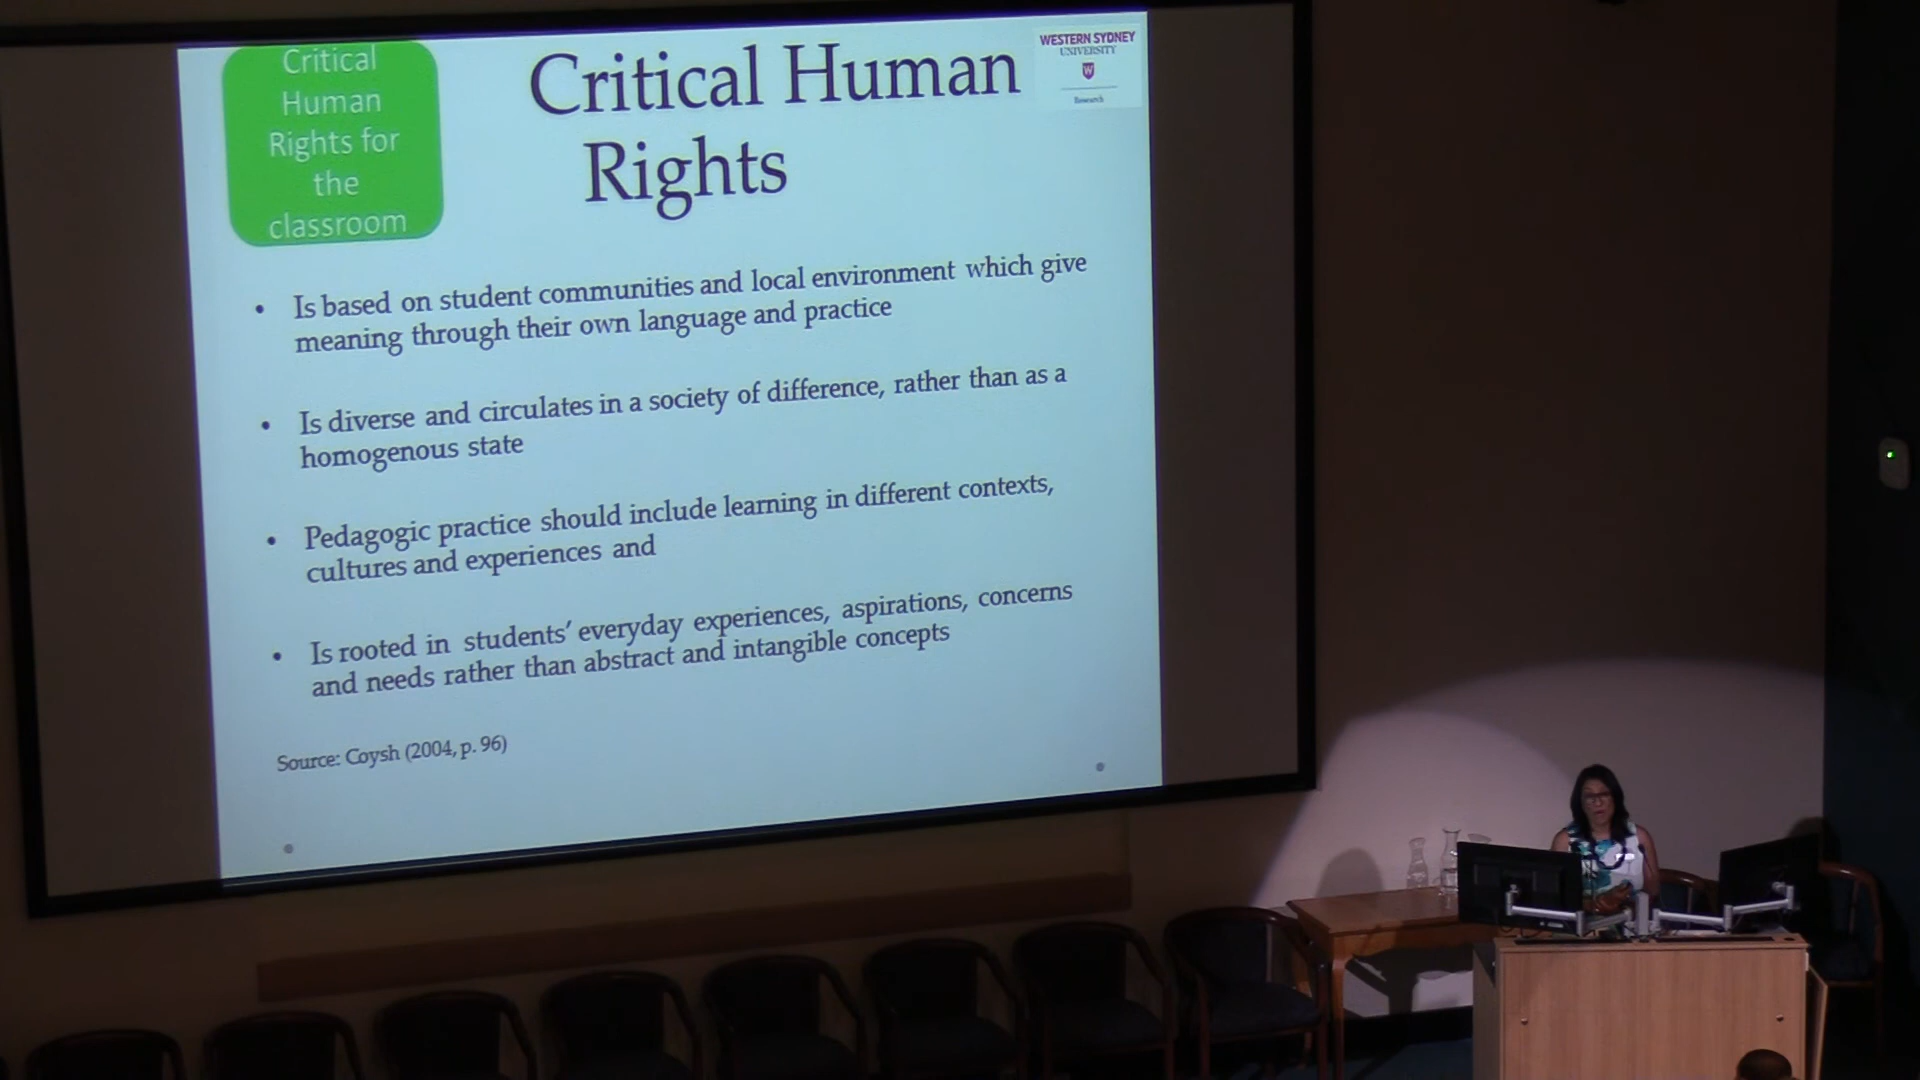 Critical
Human
Rights for
the
classroom
Critical Human
Rights
WESTERN SYDNEY
UNIVERSITY
W
Research
• Is based on student communities and local environment which give
meaning through their own language and practice
• Is diverse and circulates in a society of difference, rather than as a
homogenous state
• Pedagogic practice should include learning in different contexts,
cultures and experiences and
• Is rooted in students' everyday experiences, aspirations, concerns
and needs rather than abstract and intangible concepts
Source: Coysh (2004, p. 96)